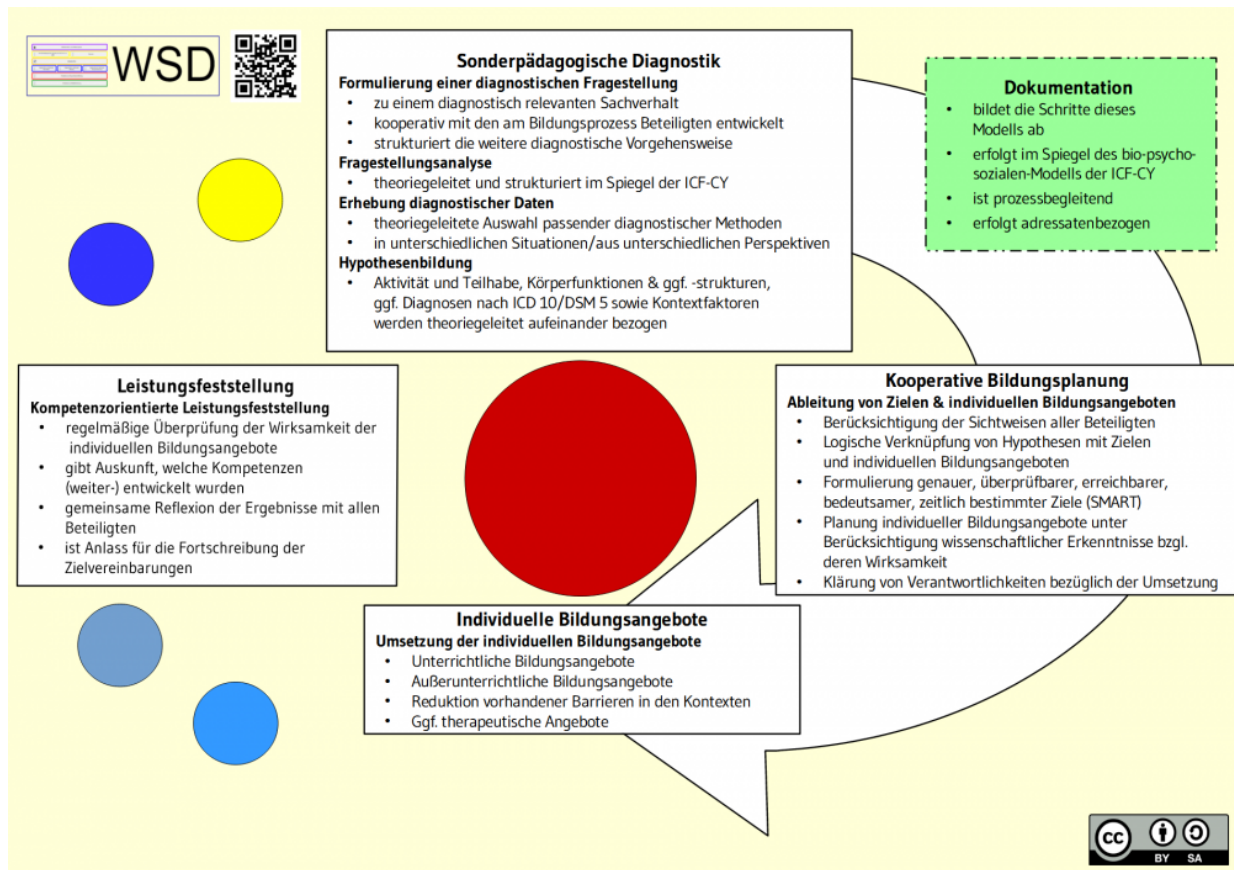 WSD
Sonderpädagogische Diagnostik
Formulierung einer diagnostischen Fragestellung
• zu einem diagnostisch relevanten Sachverhalt
• kooperativ mit den am Bildungsprozess Beteiligten entwickelt
• strukturiert die weitere diagnostische Vorgehensweise
Fragestellungsanalyse
• theoriegeleitet und strukturiert im Spiegel der ICF-CY
Erhebung diagnostischer Daten
• theoriegeleitete Auswahl passender diagnostischer Methoden
• in unterschiedlichen Situationen/aus unterschiedlichen Perspektiven
Hypothesenbildung
• Aktivität und Teilhabe, Körperfunktionen & ggf. -strukturen,
ggf. Diagnosen nach ICD 10/DSM 5 sowie Kontextfaktoren
werden theoriegeleitet aufeinander bezogen
Dokumentation
• bildet die Schritte dieses
Modells ab
• erfolgt im Spiegel des bio-psycho-
sozialen-Modells der ICF-CY
• ist prozessbegleitend
• erfolgt adressatenbezogen
Leistungsfeststellung
Kompetenzorientierte Leistungsfeststellung
• regelmäßige Überprüfung der Wirksamkeit der
individuellen Bildungsangebote
• gibt Auskunft, welche Kompetenzen
(weiter-) entwickelt wurden
• gemeinsame Reflexion der Ergebnisse mit allen
Beteiligten
• ist Anlass für die Fortschreibung der
Zielvereinbarungen
Kooperative Bildungsplanung
Ableitung von Zielen & individuellen Bildungsangeboten
• Berücksichtigung der Sichtweisen aller Beteiligten
• Logische Verknüpfung von Hypothesen mit Zielen
und individuellen Bildungsangeboten
• Formulierung genauer, überprüfbarer, erreichbarer,
bedeutsamer, zeitlich bestimmter Ziele (SMART)
• Planung individueller Bildungsangebote unter
Berücksichtigung wissenschaftlicher Erkenntnisse bzgl.
deren Wirksamkeit
• Klärung von Verantwortlichkeiten bezüglich der Umsetzung
Individuelle Bildungsangebote
Umsetzung der individuellen Bildungsangebote
• Unterrichtliche Bildungsangebote
• Außerunterrichtliche Bildungsangebote
• Reduktion vorhandener Barrieren in den Kontexten
• Ggf. therapeutische Angebote
cc
BY SA